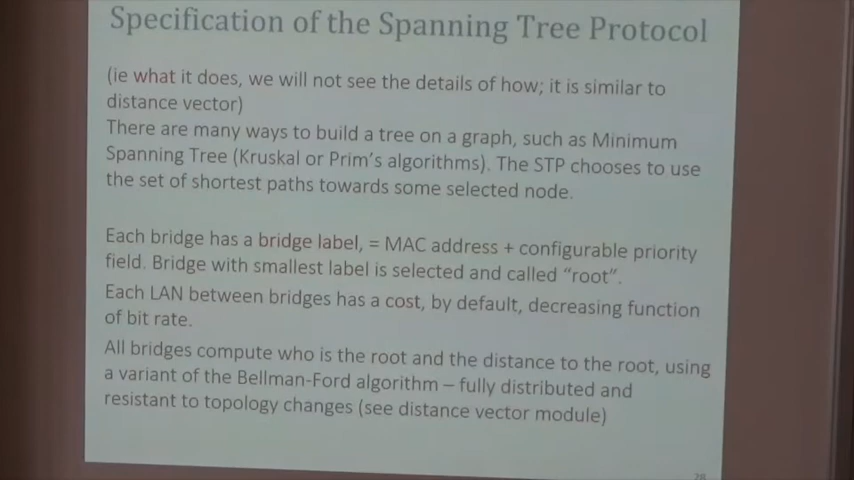 Specification of the Spanning Tree Protocol
(ie what it does, we will not see the details of how; it is similar to
distance vector)
There are many ways to build a tree on a graph, such as Minimum
Spanning Tree (Kruskal or Prim's algorithms). The STP chooses to use
the set of shortest paths towards some selected node.
Each bridge has a bridge label, = MAC address + configurable priority
field. Bridge with smallest label is selected and called "root".
Each LAN between bridges has a cost, by default, decreasing function
of bit rate.
All bridges compute who is the root and the distance to the root, using
a variant of the Bellman-Ford algorithm – fully distributed and
resistant to topology changes (see distance vector module)
28